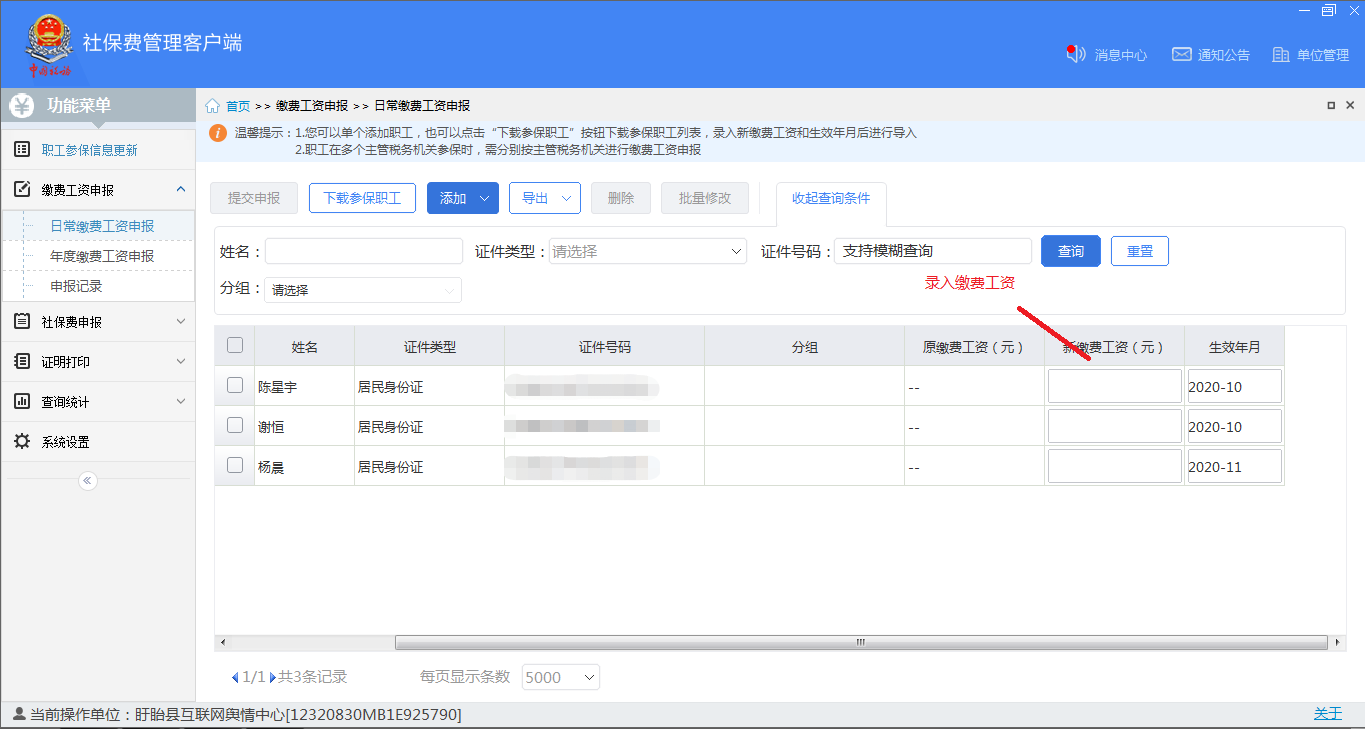 社保费管理客户端
消息中心 通知公告 单位管理
功能菜单
首页 >> 缴费工资申报 >> 日常缴费工资申报
温馨提示：1.您可以单个添加职工，也可以点击“下载参保职工”按钮下载参保职工列表，录入新缴费工资和生效年月后进行导入
2.职工在多个主管税务机关参保时，需分别按主管税务机关进行缴费工资申报
职工参保信息更新
缴费工资申报
日常缴费工资申报
年度缴费工资申报
申报记录
社保费申报
证明打印
查询统计
系统设置
提交申报 下载参保职工 添加 导出 删除 批量修改 收起查询条件
姓名： 证件类型：请选择 证件号码：支持模糊查询 查询 重置
分组：请选择
录入缴费工资
姓名 证件类型 证件号码 分组 原缴费工资（元） 新缴费工资（元） 生效年月
陈星宇 居民身份证 -- 2020-10
谢恒 居民身份证 -- 2020-10
杨晨 居民身份证 -- 2020-11
1/1 共3条记录 每页显示条数 5000
当前操作单位：盱眙县互联网舆情中心[12320830MB1E925790] 关于